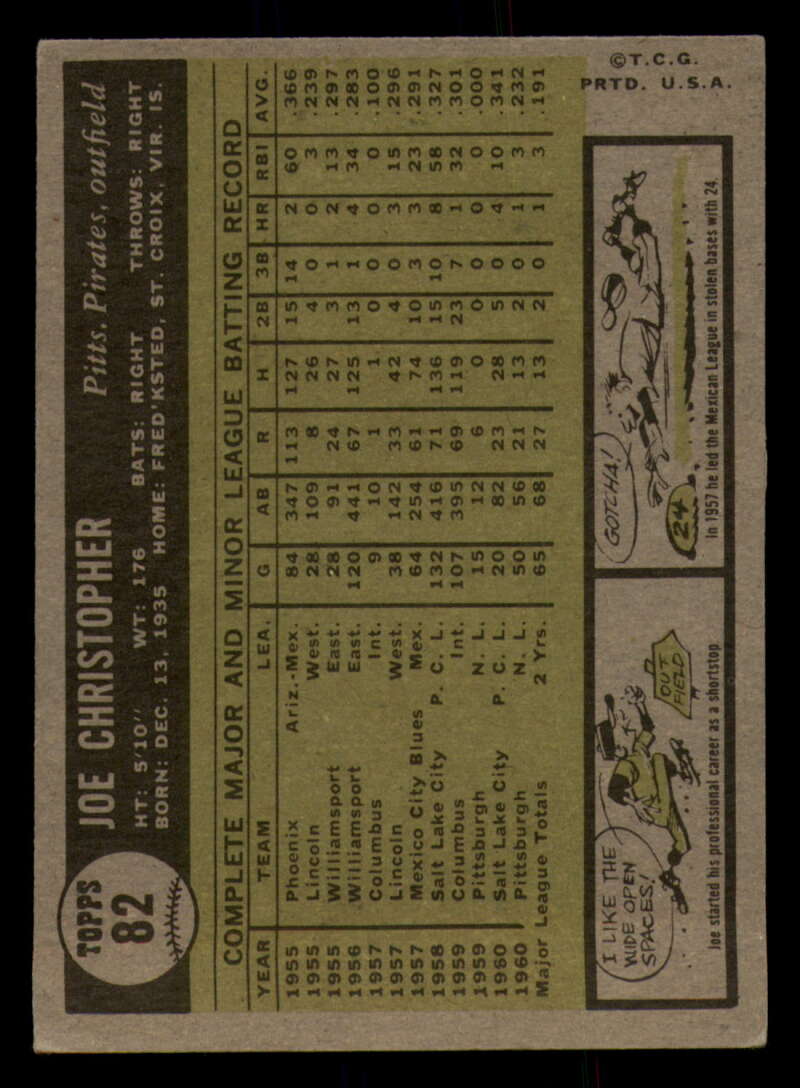 TOPPS
82
JOE CHRISTOPHER Pitts. Pirates, outfield
HT: 5'10" WT: 176 BATS: RIGHT THROWS: RIGHT
BORN: DEC. 13, 1935 HOME: FRED'KSTED, ST. CROIX, VIR. IS.
COMPLETE MAJOR AND MINOR LEAGUE BATTING RECORD
YEAR TEAM LEA. G AB R H 2B 3B HR RBI AVG.
1955 Phoenix Ariz.-Mex. 84 347 113 127 15 14 2 60 .366
1955 Lincoln West. 28 109 8 26 4 0 0 3 .239
1955 Williamsport East. 28 91 24 27 3 1 2 13 .297
1956 Williamsport East. 120 441 67 125 13 1 4 34 .283
1957 Columbus Int. 9 10 1 1 0 0 0 0 .100
1957 Lincoln West. 38 142 33 42 4 0 3 15 .296
1957 Mexico City Blues Mex. 64 254 61 74 10 3 3 23 .291
1958 Salt Lake City P. C. L. 132 416 71 136 15 10 8 58 .327
1959 Columbus Int. 107 395 69 119 23 7 1 32 .301
1959 Pittsburgh N. L. 15 12 6 0 0 0 0 0 .000
1960 Salt Lake City P. C. L. 20 82 23 28 5 0 4 10 .341
1960 Pittsburgh N. L. 50 56 21 13 2 0 1 3 .232
Major League Totals 2 Yrs. 65 68 27 13 2 0 1 3 .191
I LIKE THE
WIDE OPEN
SPACES!
OUT
FIELD
Joe started his professional career as a shortstop
GOTCHA!
24
In 1957 he led the Mexican League in stolen bases with 24.
©T.C.G.
PRTD. U.S.A.